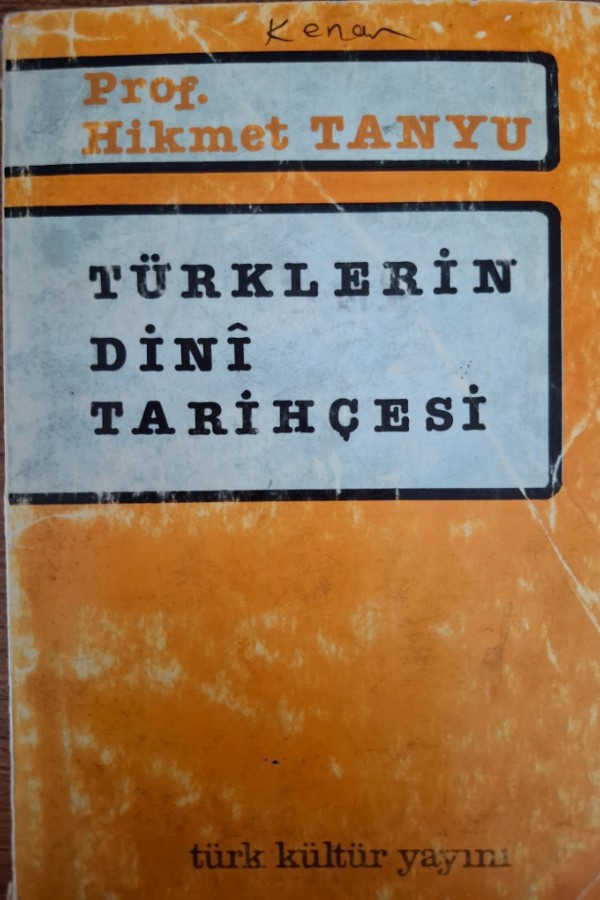 Kenan
Prof.
Hikmet TANYU
TÜRKLERİN
DİNÎ
TARİHÇESİ
türk kültür yayını